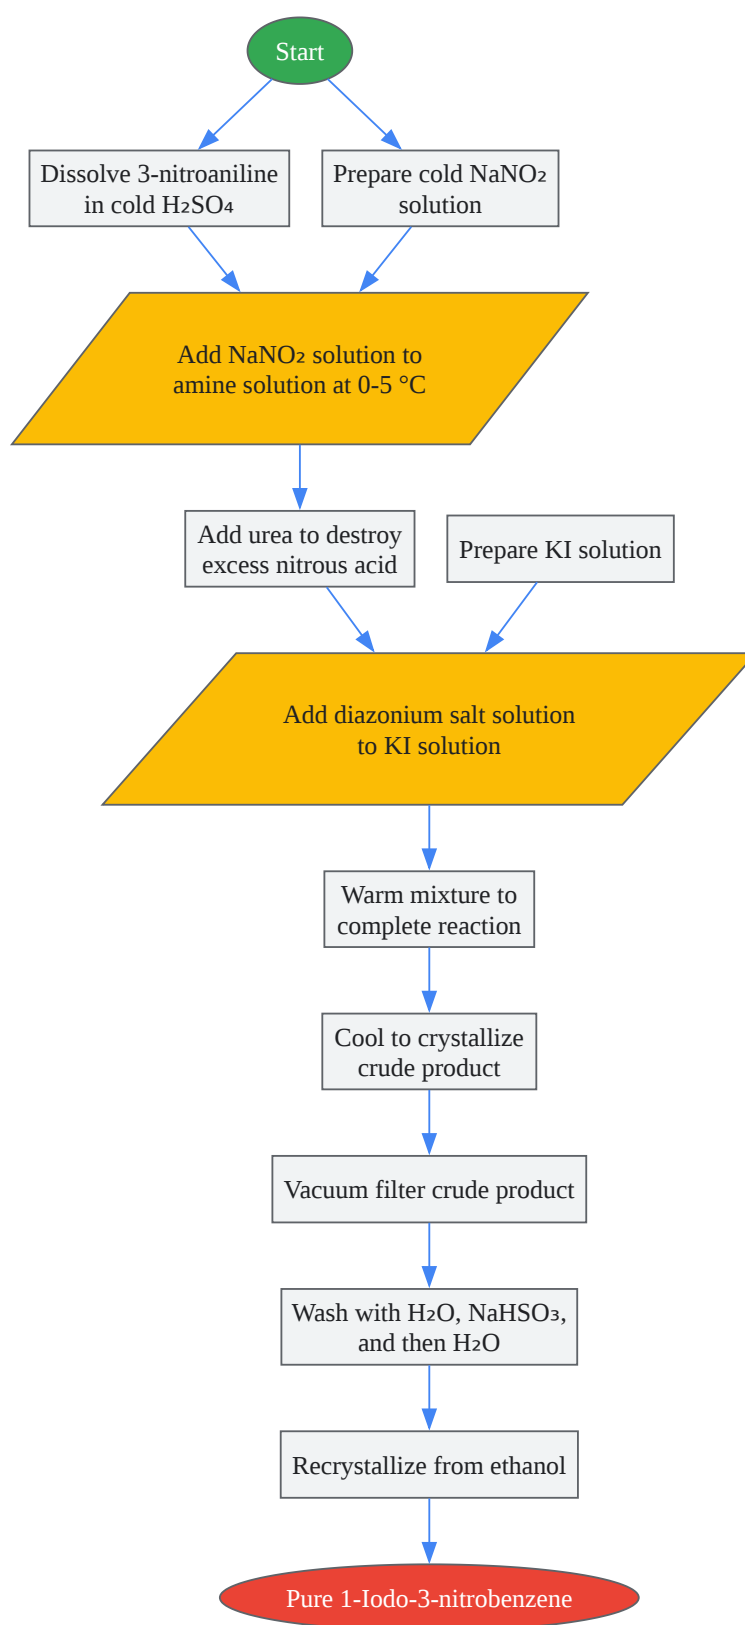 Start
Dissolve 3-nitroaniline
in cold H₂SO₄
Prepare cold NaNO₂
solution
Add NaNO₂ solution to
amine solution at 0-5 °C
Add urea to destroy
excess nitrous acid
Prepare KI solution
Add diazonium salt solution
to KI solution
Warm mixture to
complete reaction
Cool to crystallize
crude product
Vacuum filter crude product
Wash with H₂O, NaHSO₃,
and then H₂O
Recrystallize from ethanol
Pure 1-Iodo-3-nitrobenzene